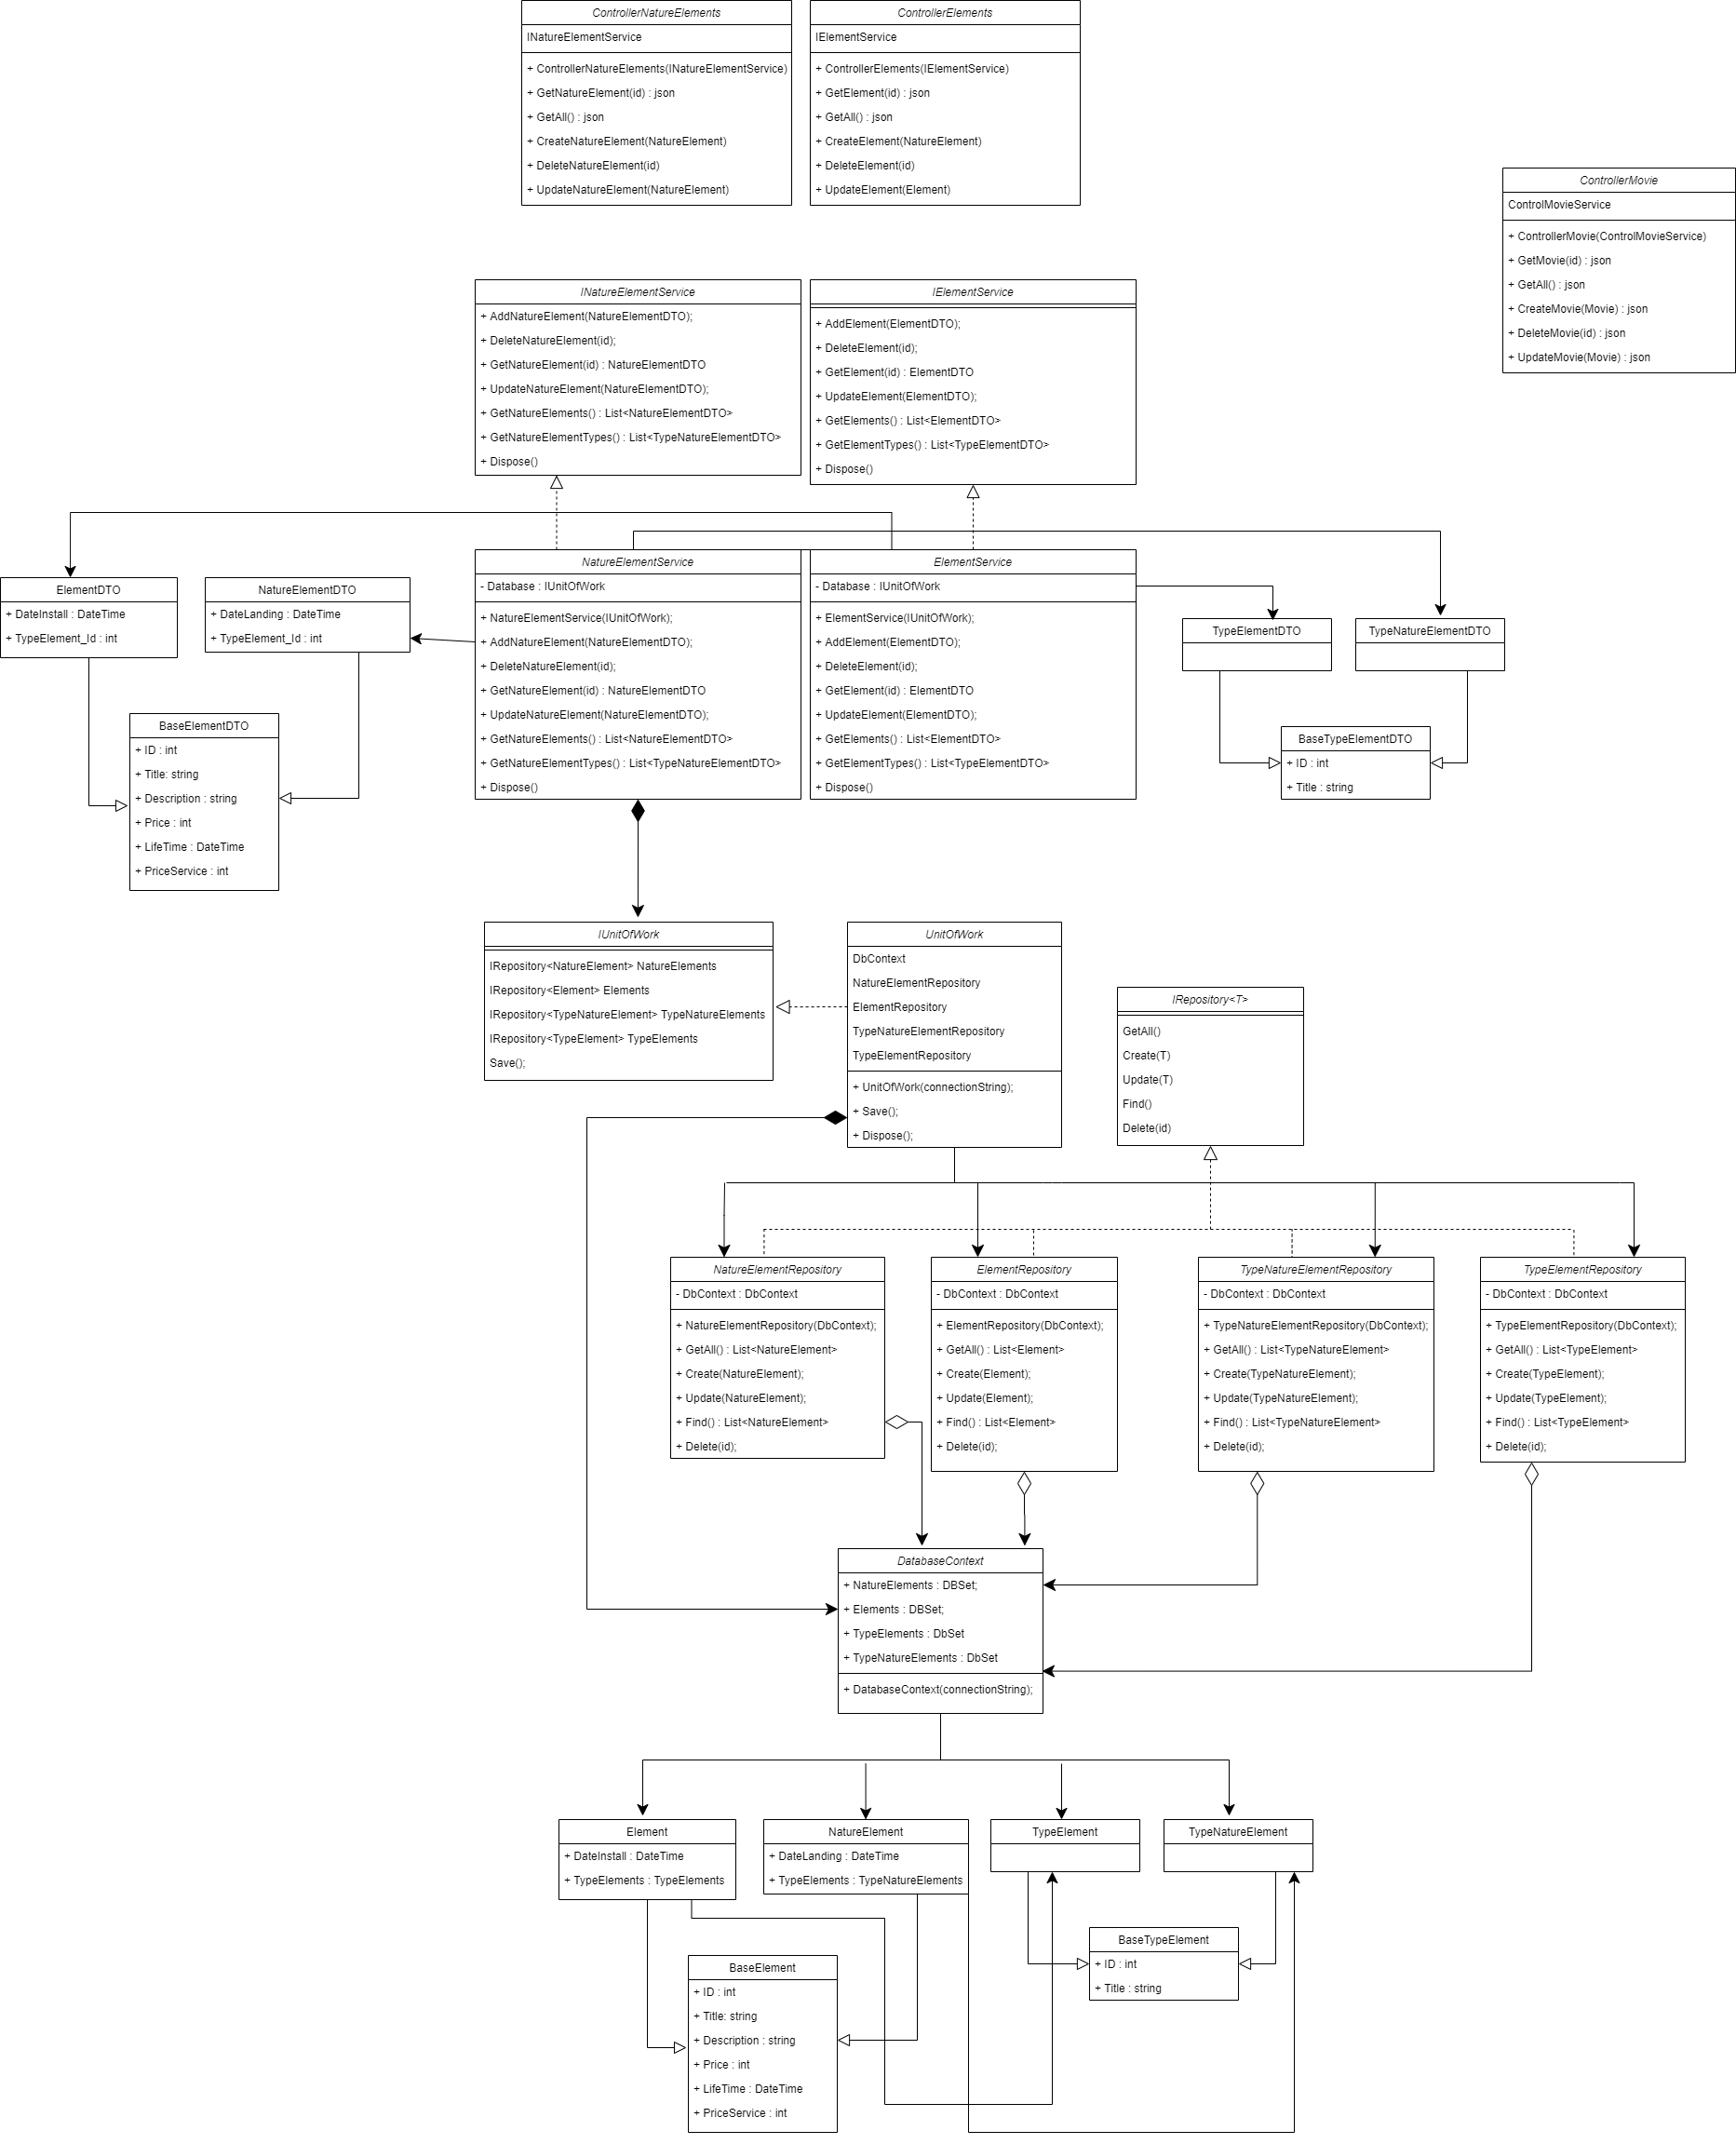 ControllerNatureElements
INatureElementService
+ ControllerNatureElements(INatureElementService)
+ GetNatureElement(id) : json
+ GetAll() : json
+ CreateNatureElement(NatureElement)
+ DeleteNatureElement(id)
+ UpdateNatureElement(NatureElement)
ControllerElements
IElementService
+ ControllerElements(IElementService)
+ GetElement(id) : json
+ GetAll() : json
+ CreateElement(NatureElement)
+ DeleteElement(id)
+ UpdateElement(Element)
ControllerMovie
ControlMovieService
+ ControllerMovie(ControlMovieService)
+ GetMovie(id) : json
+ GetAll() : json
+ CreateMovie(Movie) : json
+ DeleteMovie(id) : json
+ UpdateMovie(Movie) : json
INatureElementService
+ AddNatureElement(NatureElementDTO);
+ DeleteNatureElement(id);
+ GetNatureElement(id) : NatureElementDTO
+ UpdateNatureElement(NatureElementDTO);
+ GetNatureElements() : List<NatureElementDTO>
+ GetNatureElementTypes() : List<TypeNatureElementDTO>
+ Dispose()
IElementService
+ AddElement(ElementDTO);
+ DeleteElement(id);
+ GetElement(id) : ElementDTO
+ UpdateElement(ElementDTO);
+ GetElements() : List<ElementDTO>
+ GetElementTypes() : List<TypeElementDTO>
+ Dispose()
ElementDTO
+ DateInstall : DateTime
+ TypeElement_Id : int
NatureElementDTO
+ DateLanding : DateTime
+ TypeElement_Id : int
BaseElementDTO
+ ID : int
+ Title: string
+ Description : string
+ Price : int
+ LifeTime : DateTime
+ PriceService : int
NatureElementService
- Database : IUnitOfWork
+ NatureElementService(IUnitOfWork);
+ AddNatureElement(NatureElementDTO);
+ DeleteNatureElement(id);
+ GetNatureElement(id) : NatureElementDTO
+ UpdateNatureElement(NatureElementDTO);
+ GetNatureElements() : List<NatureElementDTO>
+ GetNatureElementTypes() : List<TypeNatureElementDTO>
+ Dispose()
ElementService
- Database : IUnitOfWork
+ ElementService(IUnitOfWork);
+ AddElement(ElementDTO);
+ DeleteElement(id);
+ GetElement(id) : ElementDTO
+ UpdateElement(ElementDTO);
+ GetElements() : List<ElementDTO>
+ GetElementTypes() : List<TypeElementDTO>
+ Dispose()
TypeElementDTO
TypeNatureElementDTO
BaseTypeElementDTO
+ ID : int
+ Title : string
IUnitOfWork
IRepository<NatureElement> NatureElements
IRepository<Element> Elements
IRepository<TypeNatureElement> TypeNatureElements
IRepository<TypeElement> TypeElements
Save();
UnitOfWork
DbContext
NatureElementRepository
ElementRepository
TypeNatureElementRepository
TypeElementRepository
+ UnitOfWork(connectionString);
+ Save();
+ Dispose();
IRepository<T>
GetAll()
Create(T)
Update(T)
Find()
Delete(id)
NatureElementRepository
- DbContext : DbContext
+ NatureElementRepository(DbContext);
+ GetAll() : List<NatureElement>
+ Create(NatureElement);
+ Update(NatureElement);
+ Find() : List<NatureElement>
+ Delete(id);
ElementRepository
- DbContext : DbContext
+ ElementRepository(DbContext);
+ GetAll() : List<Element>
+ Create(Element);
+ Update(Element);
+ Find() : List<Element>
+ Delete(id);
TypeNatureElementRepository
- DbContext : DbContext
+ TypeNatureElementRepository(DbContext);
+ GetAll() : List<TypeNatureElement>
+ Create(TypeNatureElement);
+ Update(TypeNatureElement);
+ Find() : List<TypeNatureElement>
+ Delete(id);
TypeElementRepository
- DbContext : DbContext
+ TypeElementRepository(DbContext);
+ GetAll() : List<TypeElement>
+ Create(TypeElement);
+ Update(TypeElement);
+ Find() : List<TypeElement>
+ Delete(id);
DatabaseContext
+ NatureElements : DBSet;
+ Elements : DBSet;
+ TypeElements : DbSet
+ TypeNatureElements : DbSet
+ DatabaseContext(connectionString);
Element
+ DateInstall : DateTime
+ TypeElements : TypeElements
NatureElement
+ DateLanding : DateTime
+ TypeElements : TypeNatureElements
TypeElement
TypeNatureElement
BaseTypeElement
+ ID : int
+ Title : string
BaseElement
+ ID : int
+ Title: string
+ Description : string
+ Price : int
+ LifeTime : DateTime
+ PriceService : int